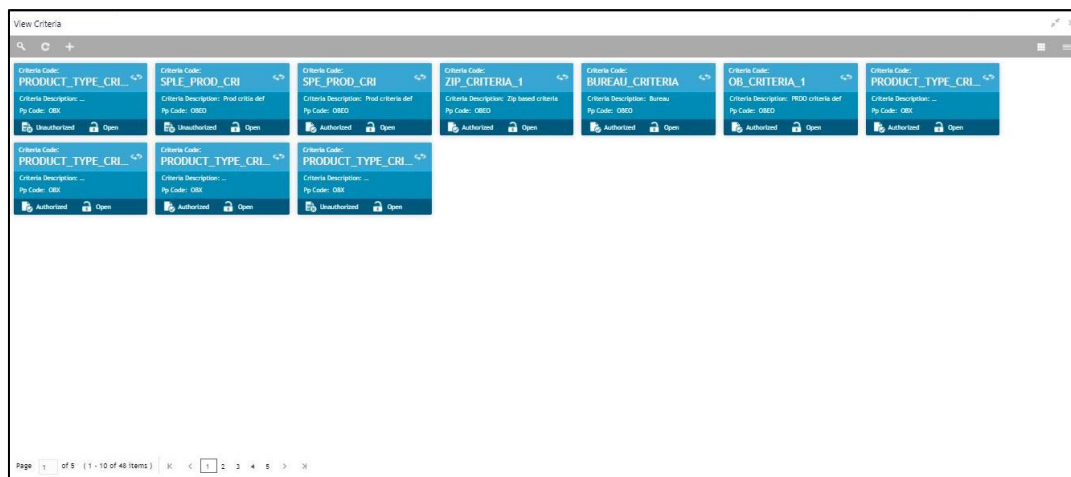 View Criteria
Criteria Code:
PRODUCT_TYPE_CRI...
Criteria Description: ...
Pp Code: OBX
Unauthorized Open
Criteria Code:
SPLE_PROD_CRI
Criteria Description: Prod critia def
Pp Code: OBEO
Unauthorized Open
Criteria Code:
SPE_PROD_CRI
Criteria Description: Prod criteria def
Pp Code: OBEO
Authorized Open
Criteria Code:
ZIP_CRITERIA_1
Criteria Description: Zip based criteria
Pp Code: OBEO
Authorized Open
Criteria Code:
BUREAU_CRITERIA
Criteria Description: Bureau
Pp Code: OBEO
Authorized Open
Criteria Code:
OB_CRITERIA_1
Criteria Description: PRDO criteria def
Pp Code: OBEO
Authorized Open
Criteria Code:
PRODUCT_TYPE_CRI...
Criteria Description: ...
Pp Code: OBX
Authorized Open
Criteria Code:
PRODUCT_TYPE_CRI...
Criteria Description: ...
Pp Code: OBX
Authorized Open
Criteria Code:
PRODUCT_TYPE_CRI...
Criteria Description: ...
Pp Code: OBX
Authorized Open
Criteria Code:
PRODUCT_TYPE_CRI...
Criteria Description: ...
Pp Code: OBX
Unauthorized Open
Page 1 of 5 (1 - 10 of 48 items) K < 1 2 3 4 5 > X